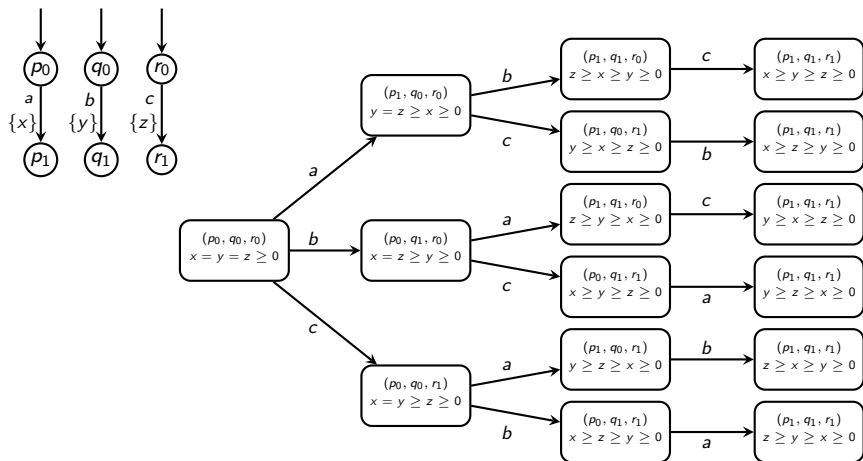 p₀ q₀ r₀
a b c
{x} {y} {z}
p₁ q₁ r₁
(p₀, q₀, r₀)
x = y = z ≥ 0
a
b
c
(p₁, q₀, r₀)
y = z ≥ x ≥ 0
(p₀, q₁, r₀)
x = z ≥ y ≥ 0
(p₀, q₀, r₁)
x = y ≥ z ≥ 0
b
c
a
c
a
b
(p₁, q₁, r₀)
z ≥ x ≥ y ≥ 0
(p₁, q₀, r₁)
y ≥ x ≥ z ≥ 0
(p₁, q₁, r₀)
z ≥ y ≥ x ≥ 0
(p₀, q₁, r₁)
x ≥ y ≥ z ≥ 0
(p₁, q₀, r₁)
y ≥ z ≥ x ≥ 0
(p₀, q₁, r₁)
x ≥ z ≥ y ≥ 0
c
b
c
a
b
a
(p₁, q₁, r₁)
x ≥ y ≥ z ≥ 0
(p₁, q₁, r₁)
x ≥ z ≥ y ≥ 0
(p₁, q₁, r₁)
y ≥ x ≥ z ≥ 0
(p₁, q₁, r₁)
y ≥ z ≥ x ≥ 0
(p₁, q₁, r₁)
z ≥ x ≥ y ≥ 0
(p₁, q₁, r₁)
z ≥ y ≥ x ≥ 0